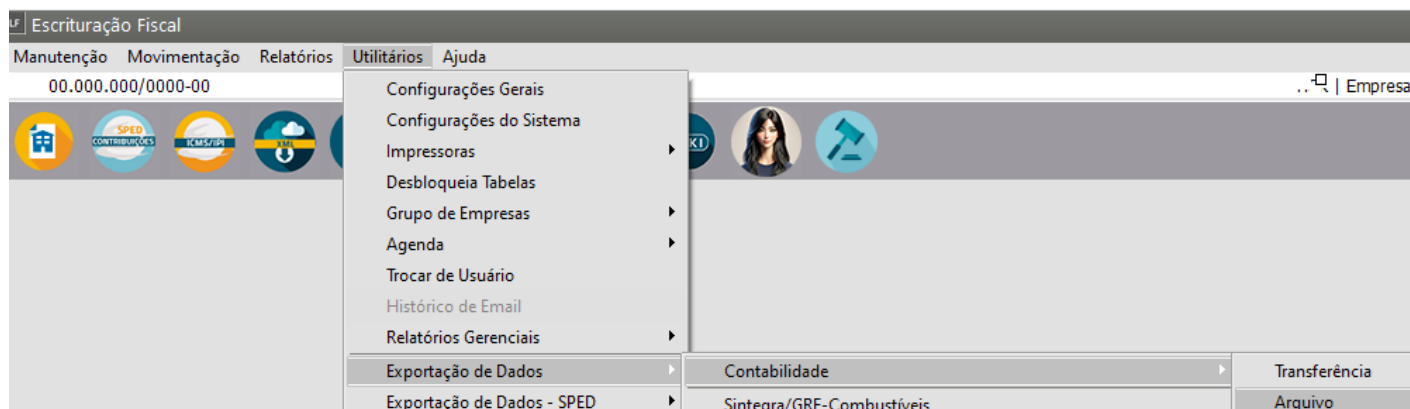 LF Escrituração Fiscal
Manutenção Movimentação Relatórios Utilitários Ajuda
00.000.000/0000-00
| Empresa
SPED
CONTRIBUIÇÕES
ICMS/IPI
XML
KI
Configurações Gerais
Configurações do Sistema
Impressoras
Desbloqueia Tabelas
Grupo de Empresas
Agenda
Trocar de Usuário
Histórico de Email
Relatórios Gerenciais
Exportação de Dados Contabilidade Transferência
Exportação de Dados - SPED Sintegra/GRF-Combustíveis Arquivo